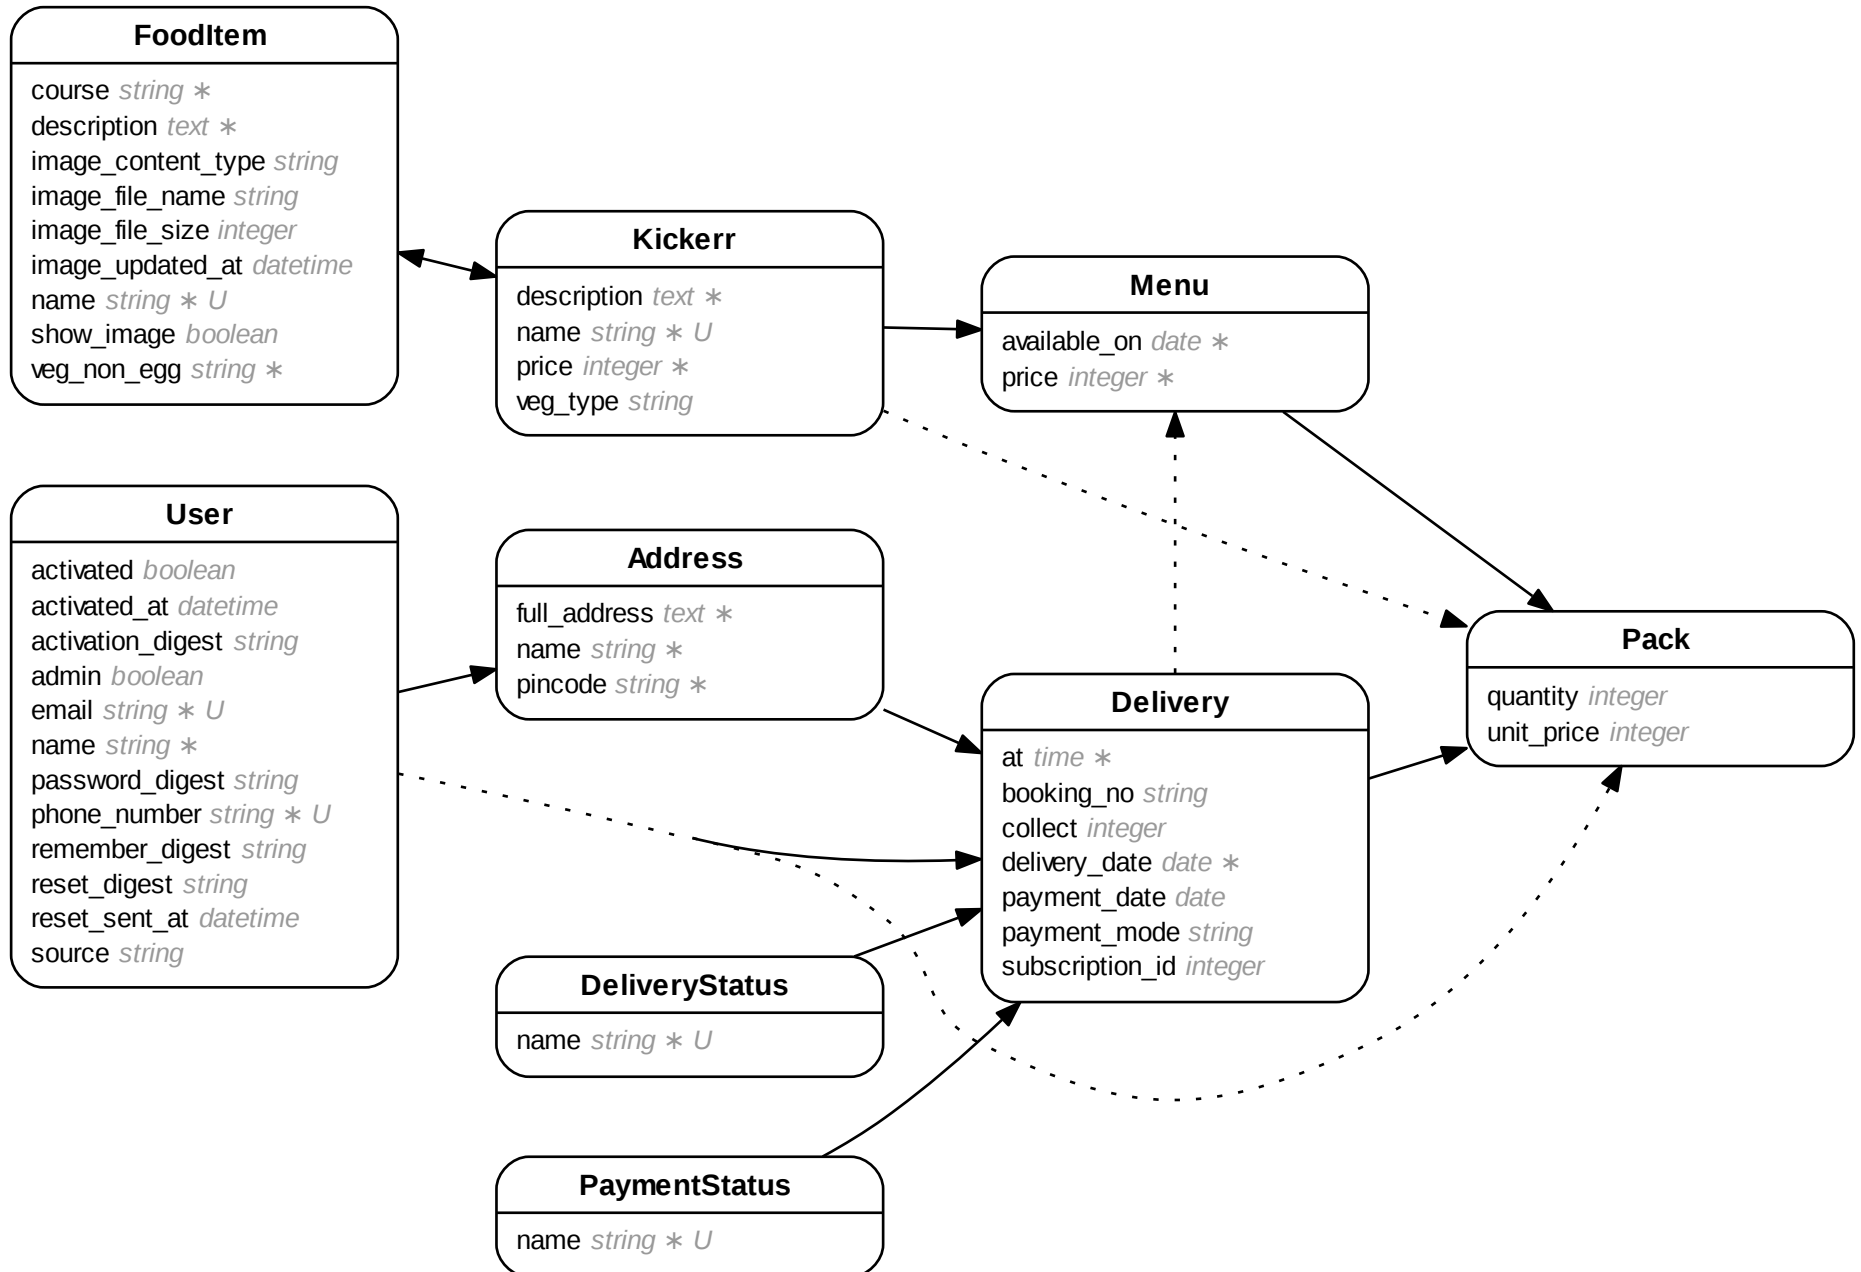 FoodItem
course string ∗
description text ∗
image_content_type string
image_file_name string
image_file_size integer
image_updated_at datetime
name string ∗ U
show_image boolean
veg_non_egg string ∗
Kickerr
description text ∗
name string ∗ U
price integer ∗
veg_type string
Menu
available_on date ∗
price integer ∗
User
activated boolean
activated_at datetime
activation_digest string
admin boolean
email string ∗ U
name string ∗
password_digest string
phone_number string ∗ U
remember_digest string
reset_digest string
reset_sent_at datetime
source string
Address
full_address text ∗
name string ∗
pincode string ∗
Delivery
at time ∗
booking_no string
collect integer
delivery_date date ∗
payment_date date
payment_mode string
subscription_id integer
Pack
quantity integer
unit_price integer
DeliveryStatus
name string ∗ U
PaymentStatus
name string ∗ U